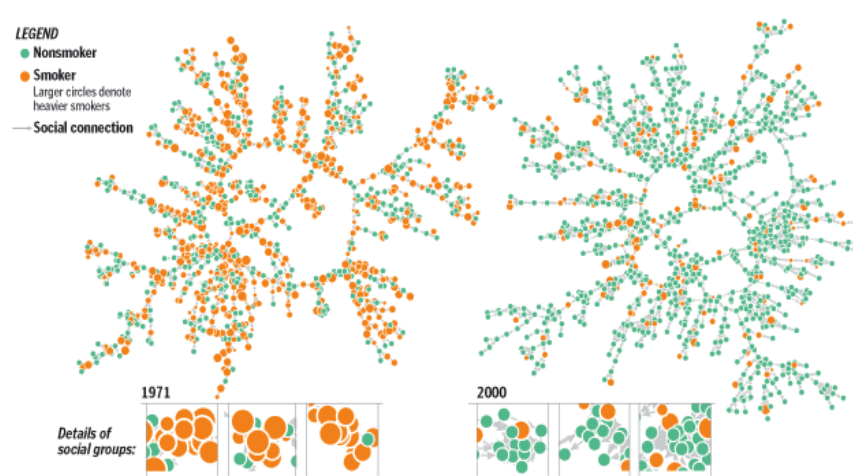 LEGEND
Nonsmoker
Smoker
Larger circles denote
heavier smokers
Social connection
1971
2000
Details of
social groups: